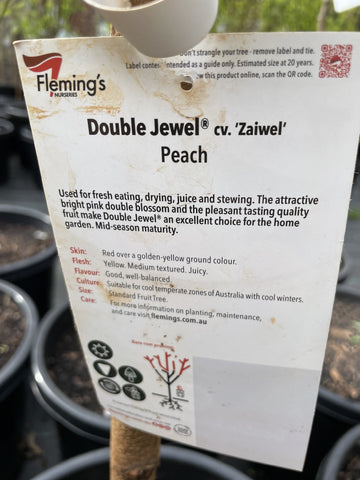 Don't strangle your tree - remove label and tie.
Label intended as a guide only. Estimated size at 20 years.
this product online, scan the QR code.
Fleming's
NURSERIES
Double Jewel® cv. 'Zaiwel'
Peach
Used for fresh eating, drying, juice and stewing. The attractive
bright pink double blossom and the pleasant tasting quality
fruit make Double Jewel® an excellent choice for the home
garden. Mid-season maturity.
Skin: Red over a golden-yellow ground colour.
Flesh: Yellow. Medium textured. Juicy.
Flavour: Good, well-balanced
Culture: Suitable for cool temperate zones of Australia with cool winters.
Size: Standard Fruit Tree.
Care: For more information on planting, maintenance,
and care visit flemings.com.au
Bare root pruning